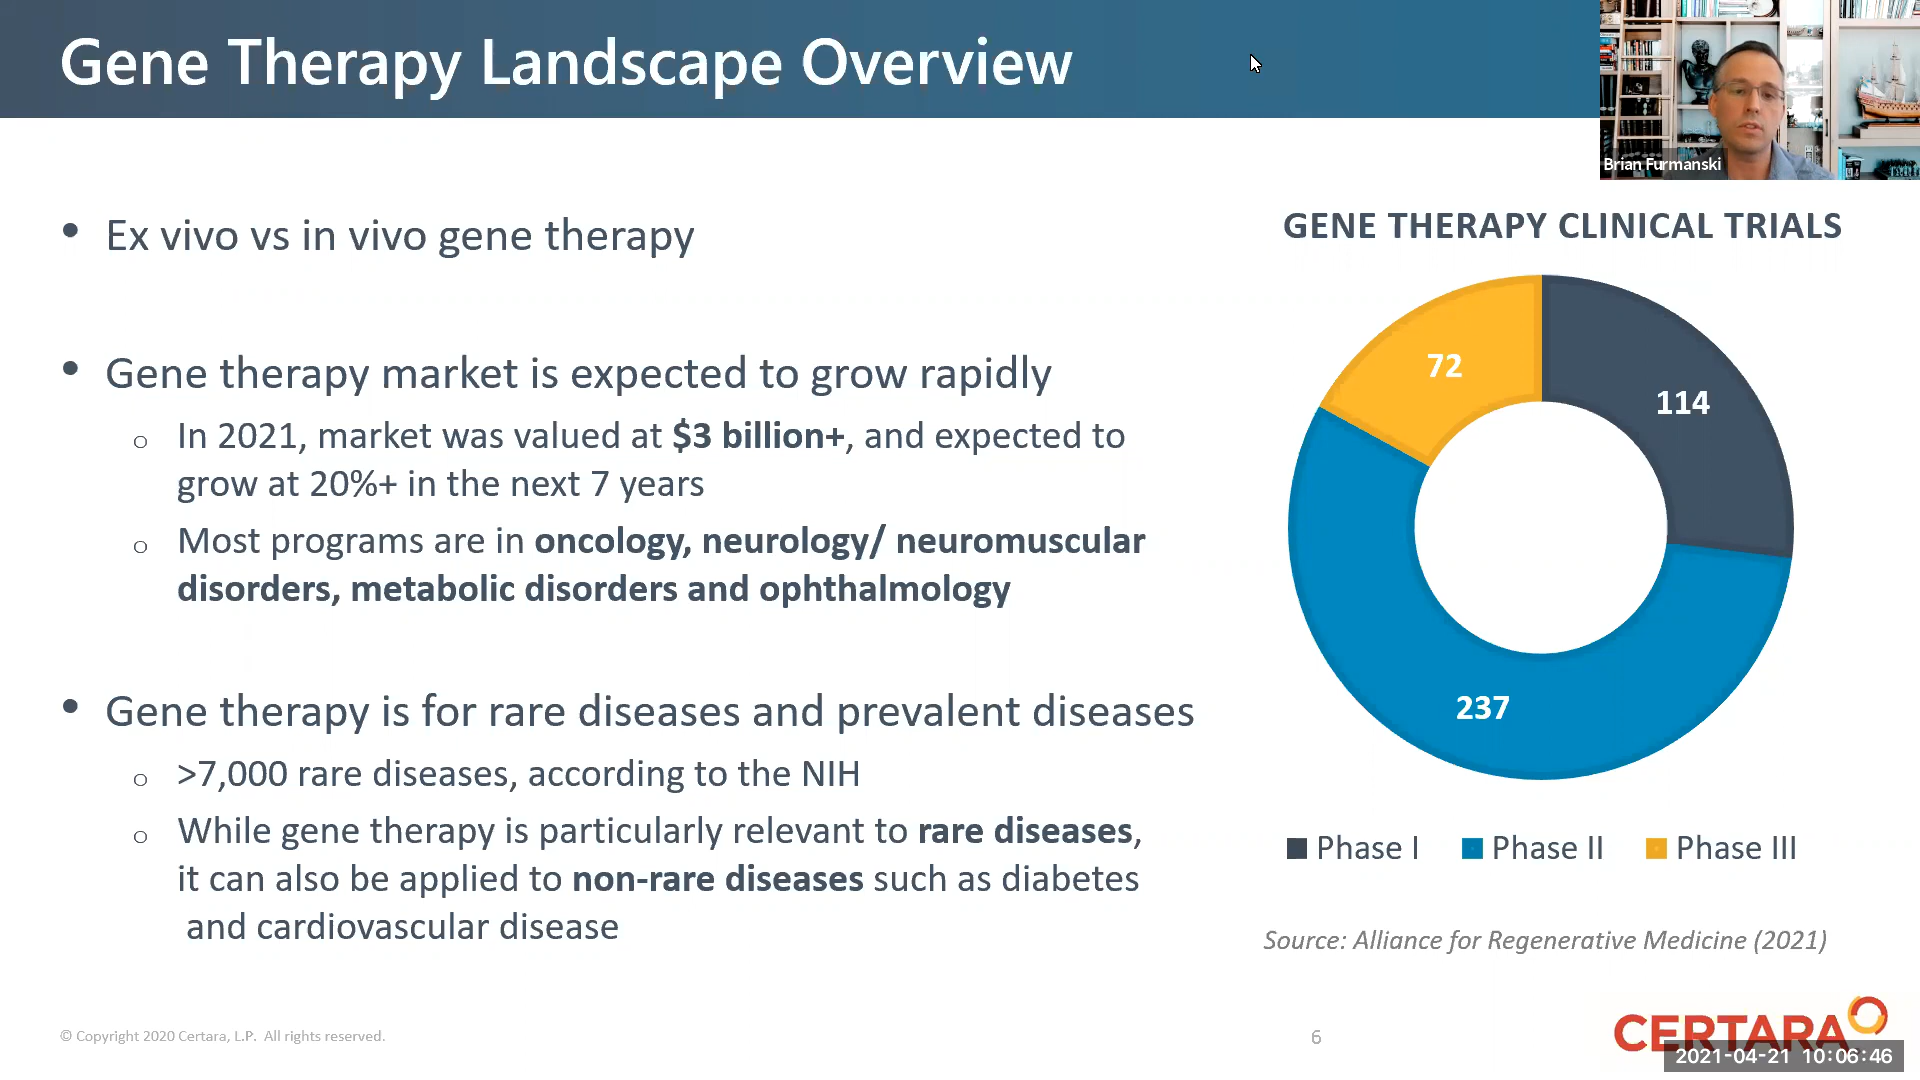 Gene Therapy Landscape Overview
Brian Furmanski
• Ex vivo vs in vivo gene therapy
• Gene therapy market is expected to grow rapidly
o In 2021, market was valued at $3 billion+, and expected to
grow at 20%+ in the next 7 years
o Most programs are in oncology, neurology/ neuromuscular
disorders, metabolic disorders and ophthalmology
• Gene therapy is for rare diseases and prevalent diseases
o >7,000 rare diseases, according to the NIH
o While gene therapy is particularly relevant to rare diseases,
it can also be applied to non-rare diseases such as diabetes
and cardiovascular disease
GENE THERAPY CLINICAL TRIALS
72
114
237
Phase I Phase II Phase III
Source: Alliance for Regenerative Medicine (2021)
© Copyright 2020 Certara, L.P. All rights reserved.
6
CERTARA
2021-04-21 10:06:46